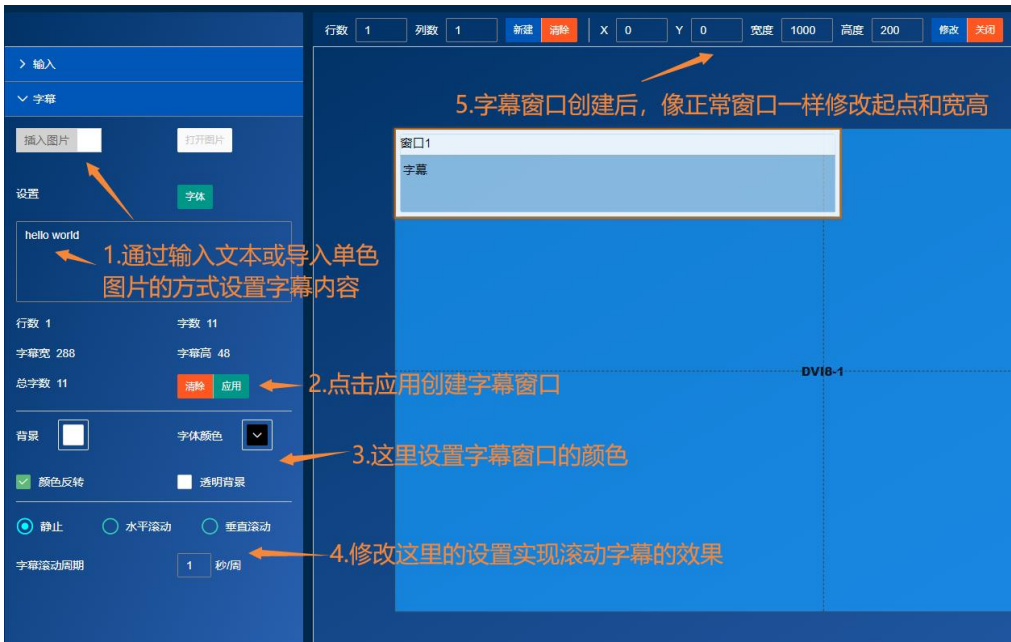 行数 1 列数 1 新建 清除 X 0 Y 0 宽度 1000 高度 200 修改 关闭
输入
字幕
5.字幕窗口创建后，像正常窗口一样修改起点和宽高
插入图片 打开图片
窗口1
字幕
设置 字体
hello world
1.通过输入文本或导入单色
图片的方式设置字幕内容
行数 1 字数 11
字幕宽 288 字幕高 48
总字数 11 清除 应用
2.点击应用创建字幕窗口
DVI8-1
背景 字体颜色
3.这里设置字幕窗口的颜色
颜色反转 透明背景
静止 水平滚动 垂直滚动
4.修改这里的设置实现滚动字幕的效果
字幕滚动周期 1 秒/周